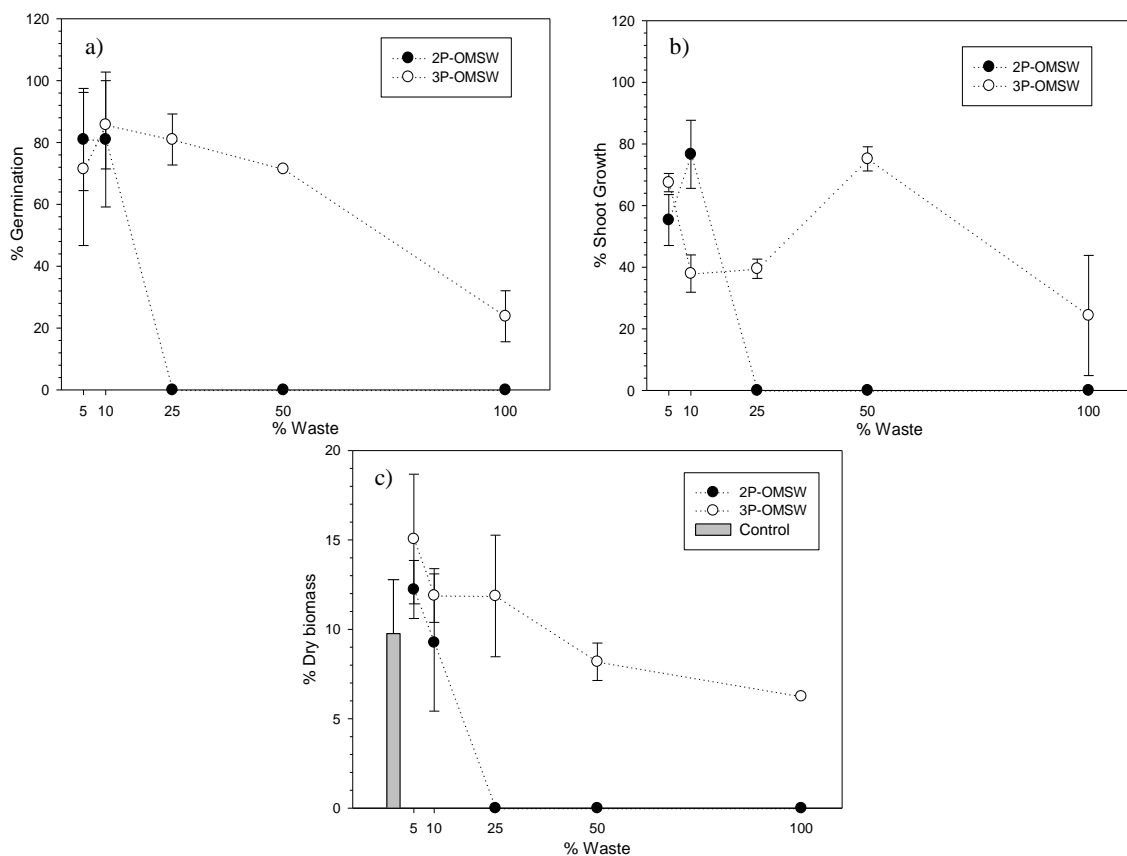 a)
120
100
80
60
40
20
0
% Germination
5 10 25 50 100
% Waste
2P-OMSW
3P-OMSW
b)
120
100
80
60
40
20
0
% Shoot Growth
5 10 25 50 100
% Waste
2P-OMSW
3P-OMSW
c)
20
15
10
5
0
% Dry biomass
5 10 25 50 100
% Waste
2P-OMSW
3P-OMSW
Control